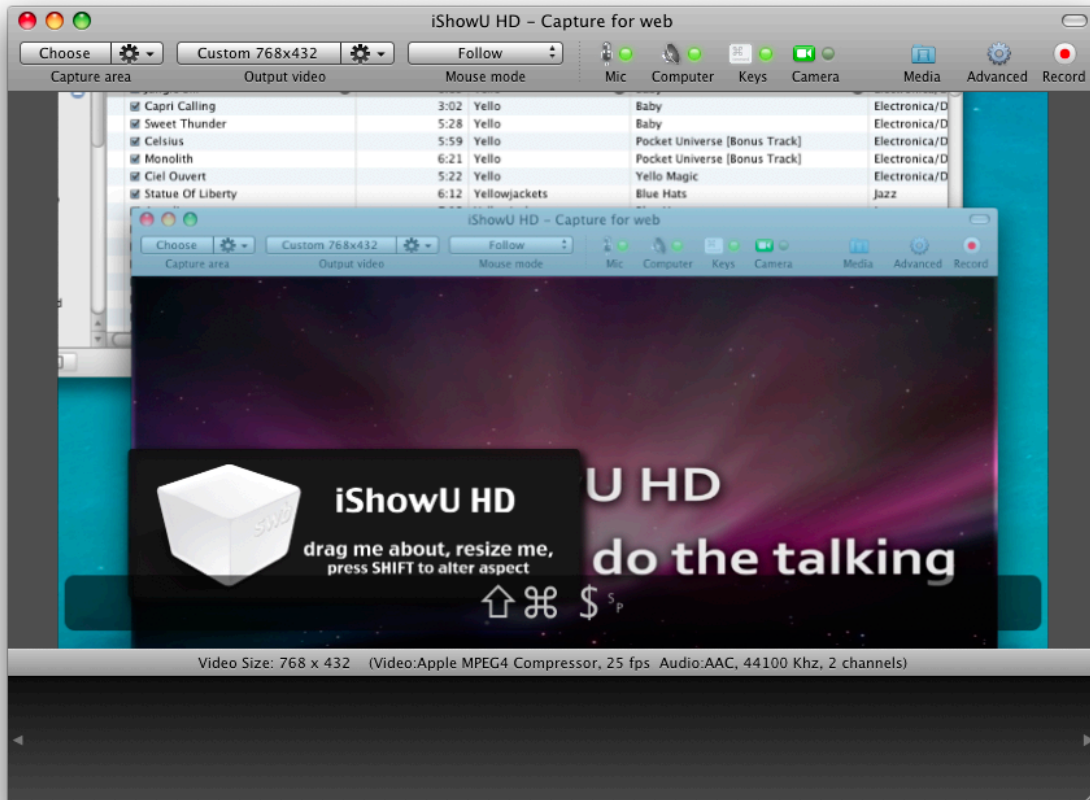 iShowU HD – Capture for web
Choose Custom 768x432 Follow
Capture area Output video Mouse mode Mic Computer Keys Camera Media Advanced Record
Capri Calling 3:02 Yello Baby Electronica/D
Sweet Thunder 5:28 Yello Baby Electronica/D
Celsius 5:59 Yello Pocket Universe [Bonus Track] Electronica/D
Monolith 6:21 Yello Pocket Universe [Bonus Track] Electronica/D
Ciel Ouvert 5:22 Yello Yello Magic Electronica/D
Statue Of Liberty 6:12 Yellowjackets Blue Hats Jazz
iShowU HD – Capture for web
Choose Custom 768x432 Follow
Capture area Output video Mouse mode Mic Computer Keys Camera Media Advanced Record
U HD
iShowU HD
swb
do the talking
drag me about, resize me,
press SHIFT to alter aspect
⇧⌘ $ SP
Video Size: 768 x 432 (Video:Apple MPEG4 Compressor, 25 fps Audio:AAC, 44100 Khz, 2 channels)